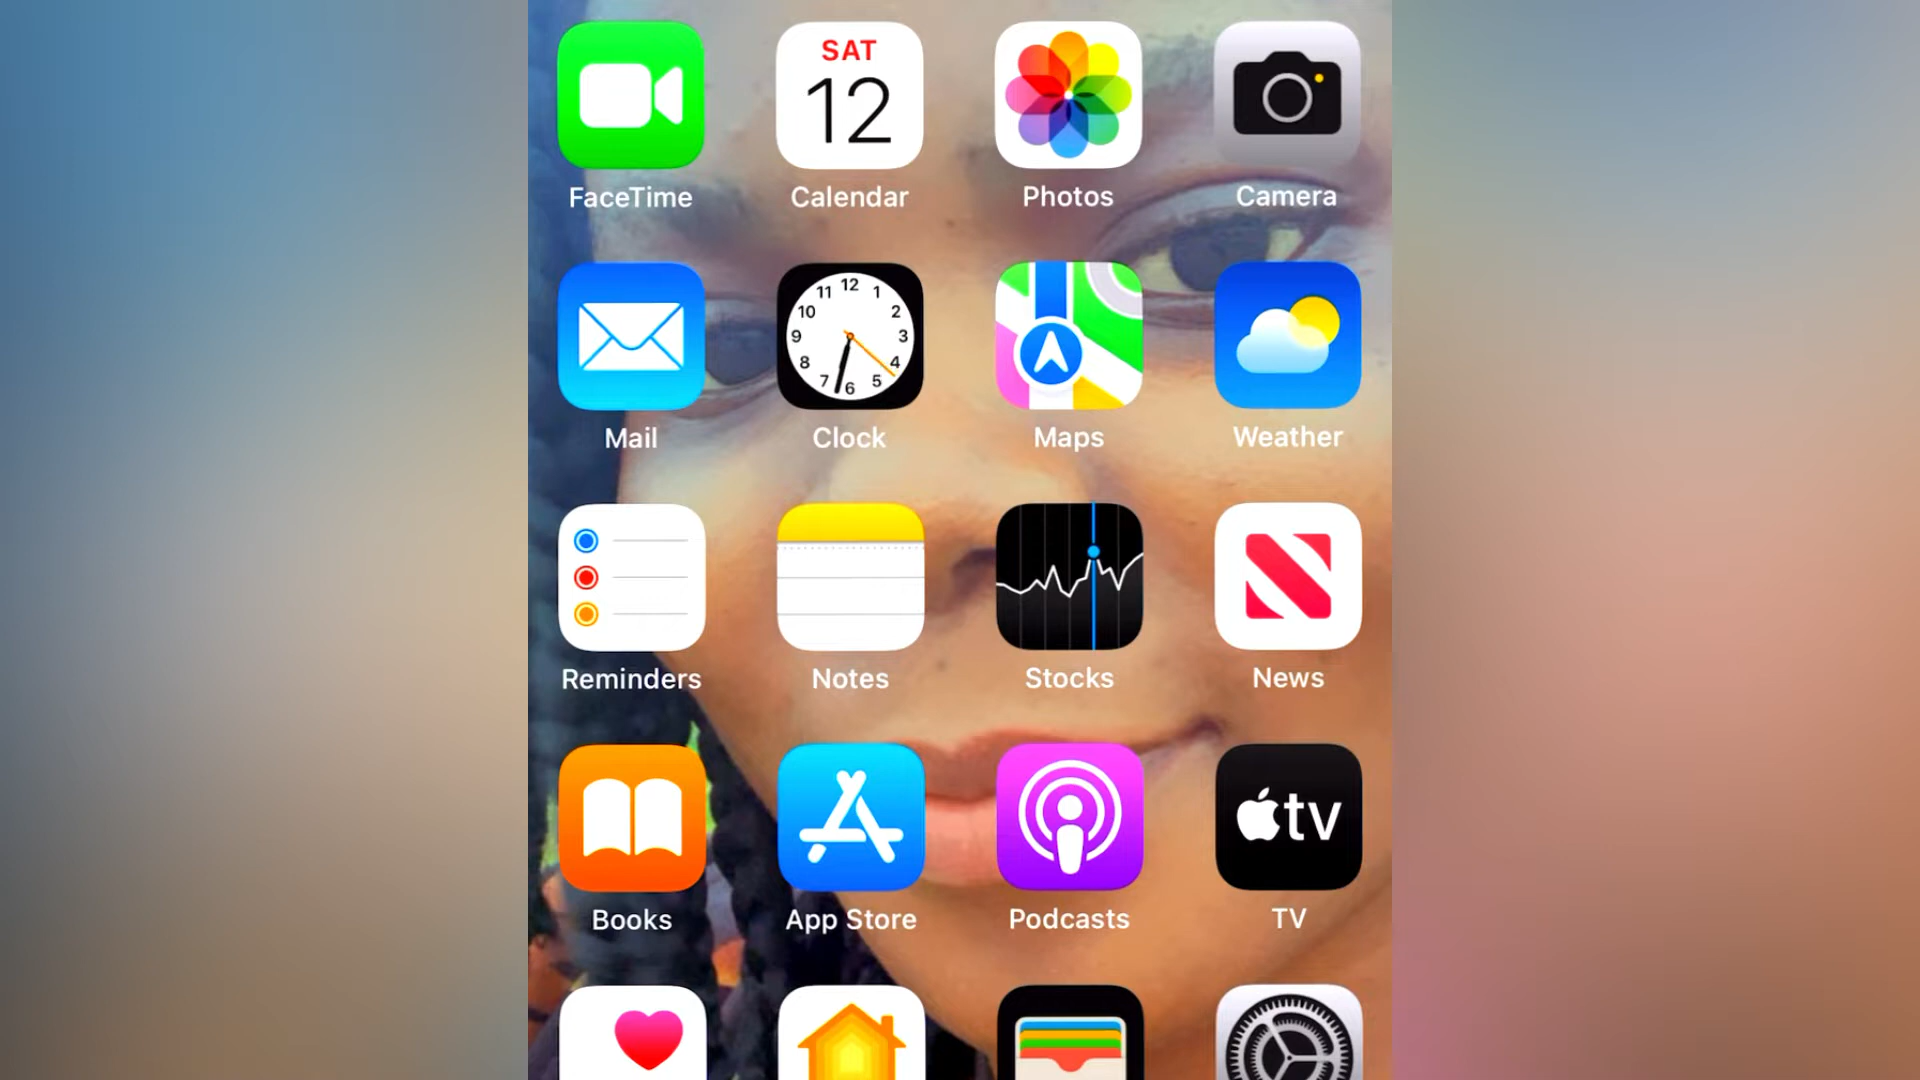 SAT
12
FaceTime Calendar Photos Camera
11 12 1
10 2
9 3
8 4
7 6 5
Mail Clock Maps Weather
Reminders Notes Stocks News
tv
Books App Store Podcasts TV